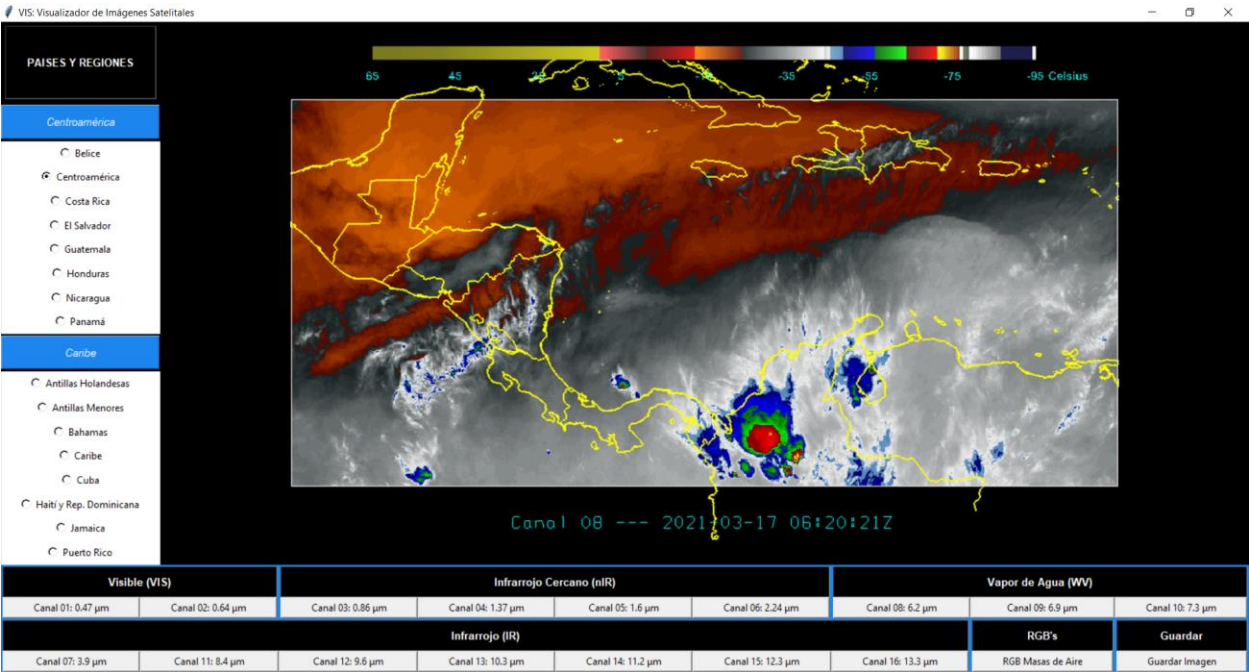 VIS: Visualizador de Imágenes Satelitales
PAISES Y REGIONES
65 45 5 -35 -55 -75 -95 Celsius
Centroamérica
Belice
Centroamérica
Costa Rica
El Salvador
Guatemala
Honduras
Nicaragua
Panamá
Caribe
Antillas Holandesas
Antillas Menores
Bahamas
Caribe
Cuba
Haití y Rep. Dominicana
Jamaica
Puerto Rico
Canal 08 --- 2021-03-17 06:20:21Z
Visible (VIS) Infrarrojo Cercano (nIR) Vapor de Agua (WV)
Canal 01: 0.47 µm Canal 02: 0.64 µm Canal 03: 0.86 µm Canal 04: 1.37 µm Canal 05: 1.6 µm Canal 06: 2.24 µm Canal 08: 6.2 µm Canal 09: 6.9 µm Canal 10: 7.3 µm
Infrarrojo (IR) RGB's Guardar
Canal 07: 3.9 µm Canal 11: 8.4 µm Canal 12: 9.6 µm Canal 13: 10.3 µm Canal 14: 11.2 µm Canal 15: 12.3 µm Canal 16: 13.3 µm RGB Masas de Aire Guardar Imagen